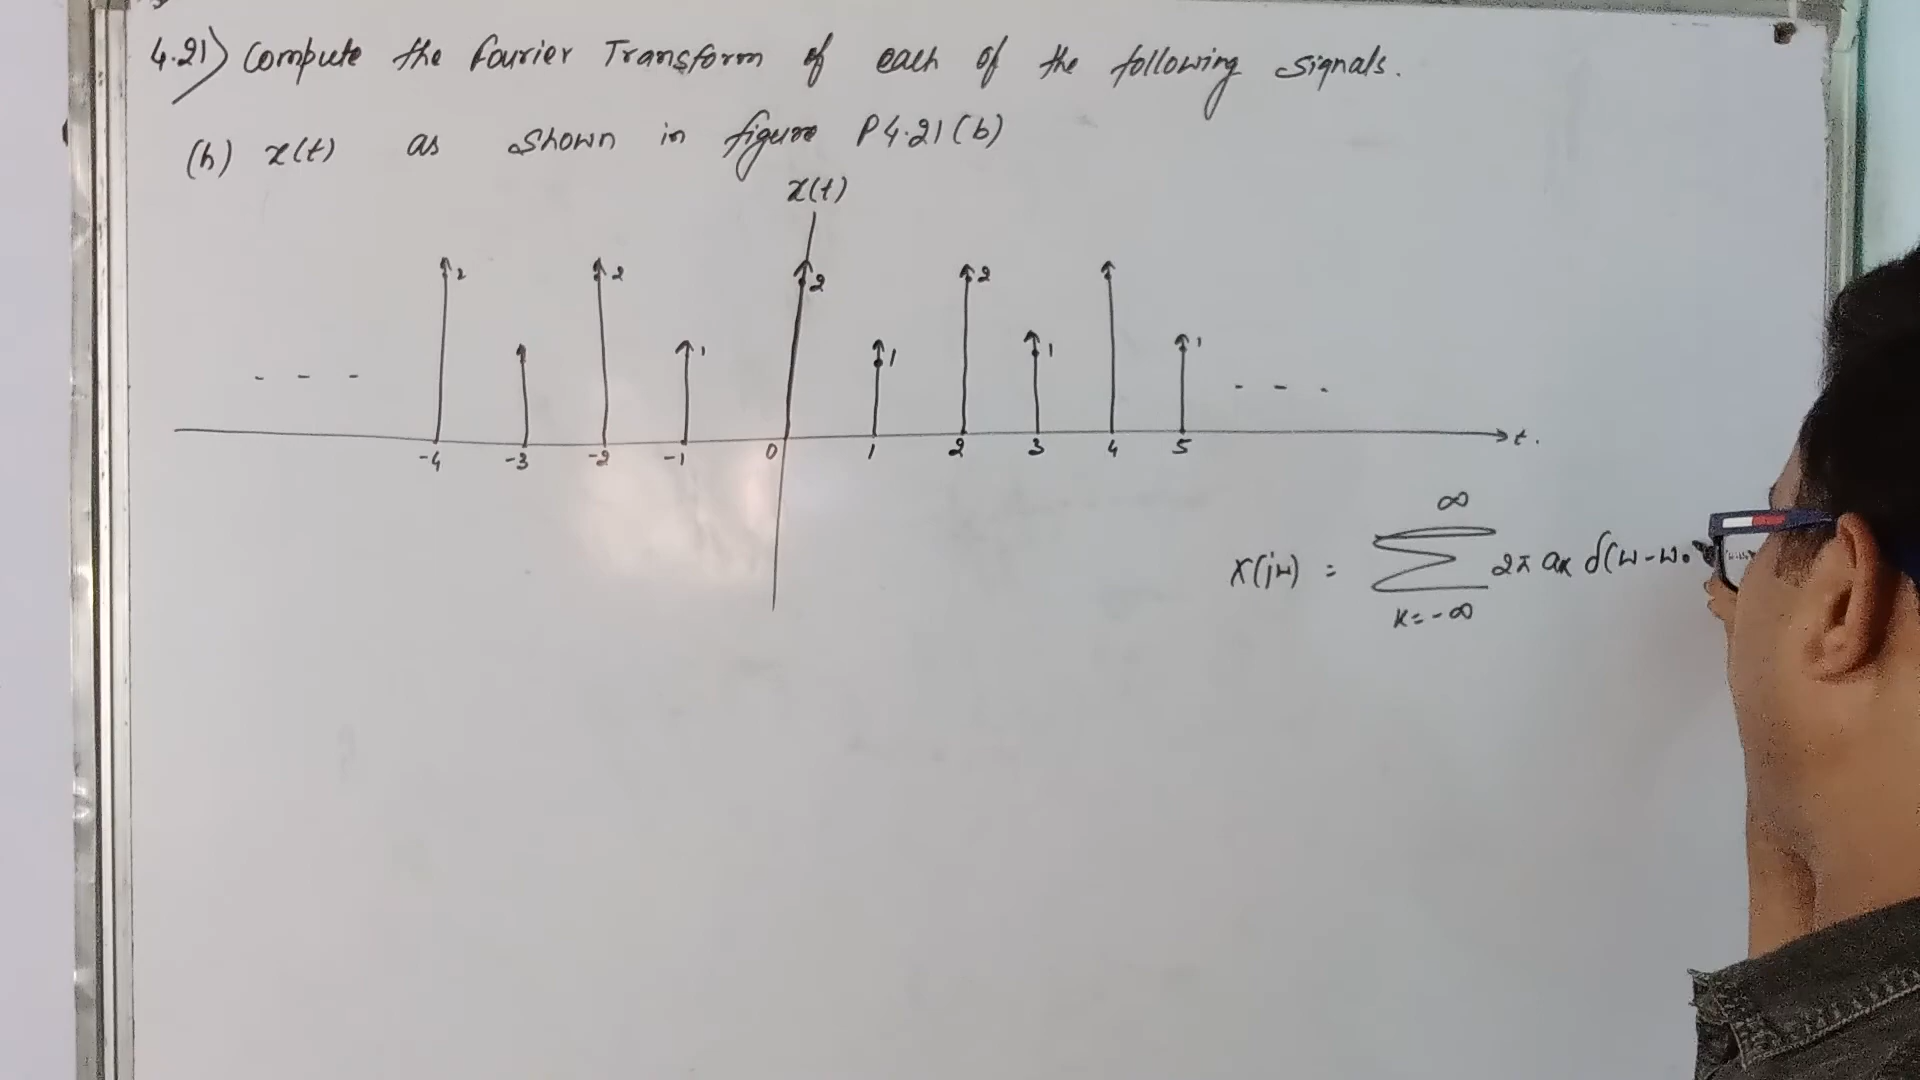 4.21) Compute the Fourier Transform of each of the following signals.
(h) x(t) as shown in figure P4.21(b)
x(t)
2 2 2 2
1 1 1 1
-4 -3 -2 -1 0 1 2 3 4 5 t.
∞
X(jω) = Σ 2π aK δ(ω-ω0
K=-∞